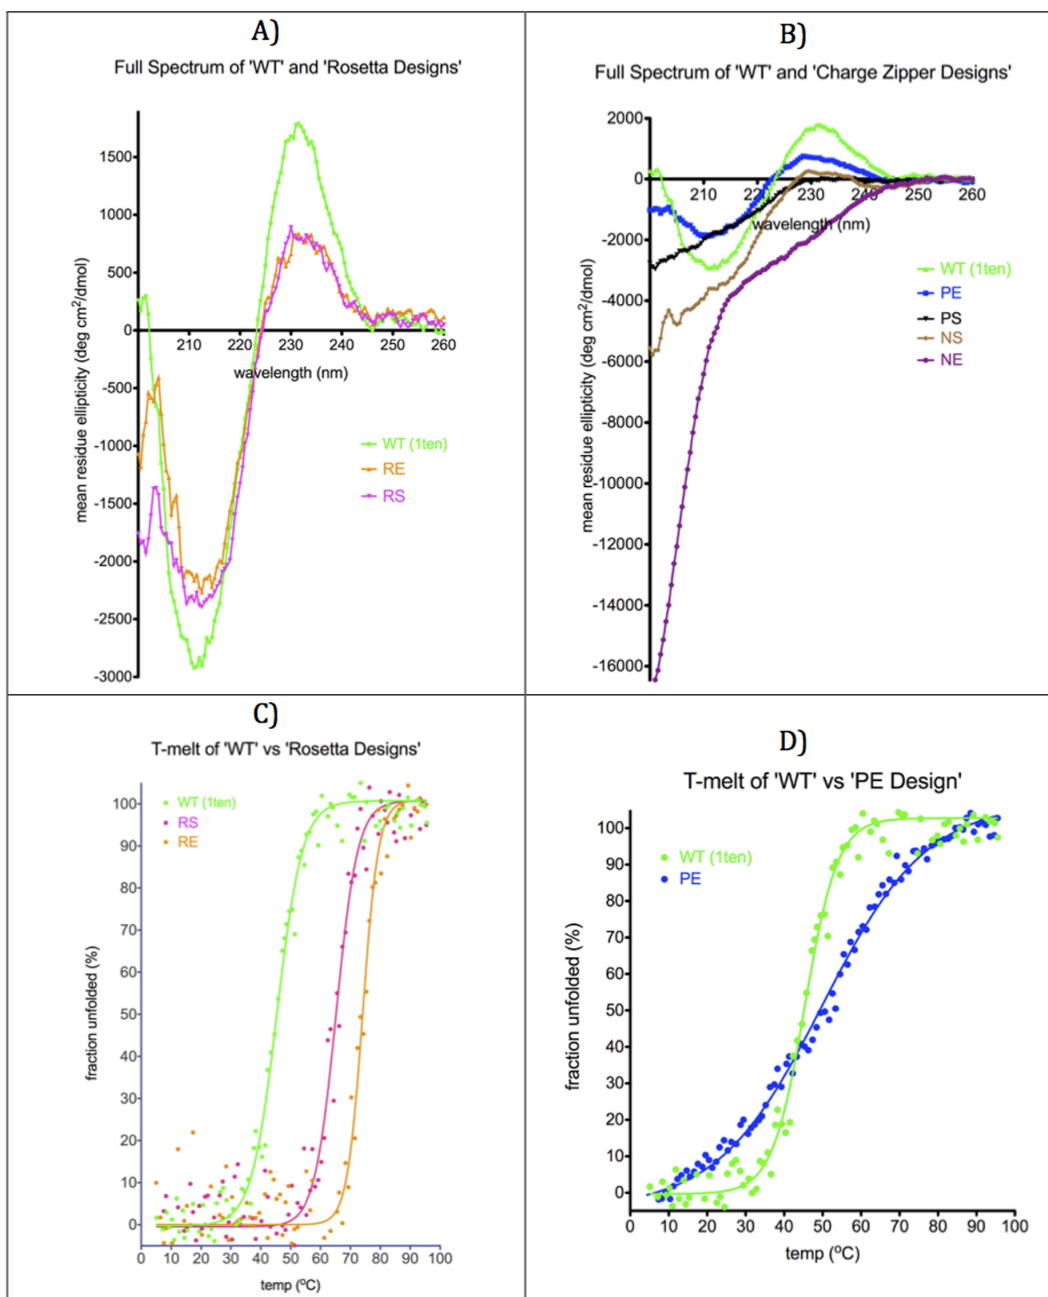 A)
Full Spectrum of 'WT' and 'Rosetta Designs'
mean residue ellipticity (deg cm2/dmol)
1500
1000
500
0
-500
-1000
-1500
-2000
-2500
-3000
210 220 230 240 250 260
wavelength (nm)
WT (1ten)
RE
RS
B)
Full Spectrum of 'WT' and 'Charge Zipper Designs'
mean residue ellipticity (deg cm2/dmol)
2000
0
-2000
-4000
-6000
-8000
-10000
-12000
-14000
-16000
210 220 230 240 250 260
wavelength (nm)
WT (1ten)
PE
PS
NS
NE
C)
T-melt of 'WT' vs 'Rosetta Designs'
fraction unfolded (%)
100
90
80
70
60
50
40
30
20
10
0
WT (1ten)
RS
RE
0 10 20 30 40 50 60 70 80 90 100
temp (ºC)
D)
T-melt of 'WT' vs 'PE Design'
fraction unfolded (%)
100
90
80
70
60
50
40
30
20
10
0
WT (1ten)
PE
0 10 20 30 40 50 60 70 80 90 100
temp (ºC)